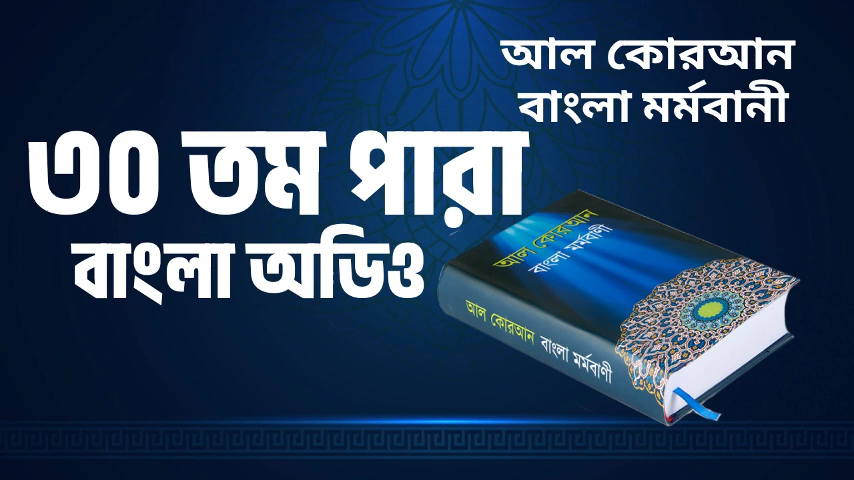 আল কোরআন
বাংলা মর্মবানী
৩০ তম পারা
বাংলা অডিও
আল কোরআন
বাংলা মর্মবাণী
আল কোরআন বাংলা মর্মবাণী